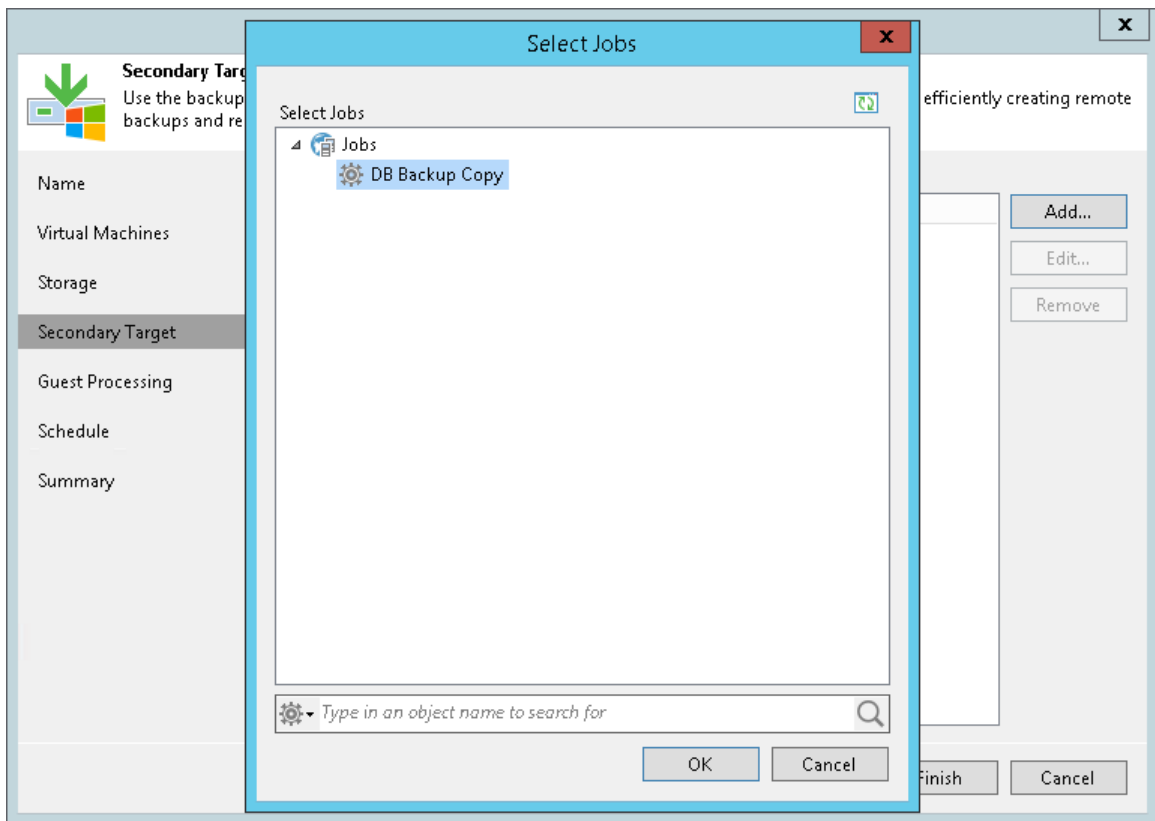 Select Jobs
x
x
Secondary Targ
Use the backup
backups and re
efficiently creating remote
Name
Virtual Machines
Storage
Secondary Target
Guest Processing
Schedule
Summary
Select Jobs
Jobs
DB Backup Copy
Type in an object name to search for
OK
Cancel
Add...
Edit...
Remove
Finish
Cancel